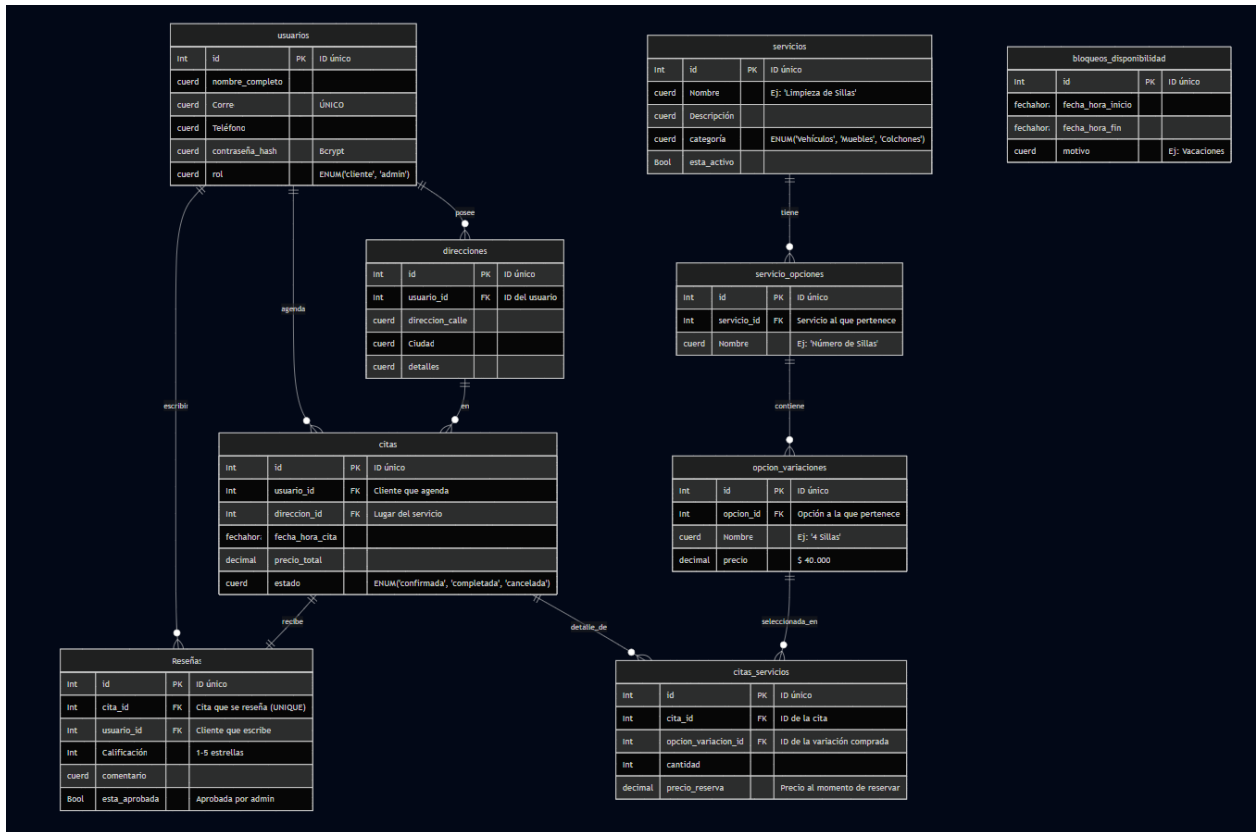 usuarios
Int id PK ID único
cuerd nombre_completo
cuerd Corre ÚNICO
cuerd Teléfono
cuerd contraseña_hash Bcrypt
cuerd rol ENUM('cliente', 'admin')
servicios
Int id PK ID único
cuerd Nombre Ej: 'Limpieza de Sillas'
cuerd Descripción
cuerd categoría ENUM('Vehículos', 'Muebles', 'Colchones')
Bool esta_activo
bloqueos_disponibilidad
Int id PK ID único
fechahor. fecha_hora_inicio
fechahor. fecha_hora_fin
cuerd motivo Ej: Vacaciones
posee
tiene
direcciones
Int id PK ID único
Int usuario_id FK ID del usuario
cuerd direccion_calle
cuerd Ciudad
cuerd detalles
servicio_opciones
Int id PK ID único
Int servicio_id FK Servicio al que pertenece
cuerd Nombre Ej: 'Número de Sillas'
agenda
escribir
en
contiene
citas
Int id PK ID único
Int usuario_id FK Cliente que agenda
Int direccion_id FK Lugar del servicio
fechahor. fecha_hora_cita
decimal precio_total
cuerd estado ENUM('confirmada', 'completada', 'cancelada')
opcion_variaciones
Int id PK ID único
Int opcion_id FK Opción a la que pertenece
cuerd Nombre Ej: '4 Sillas'
decimal precio $ 40.000
recibe
detalle_de
seleccionada_en
Reseñas
Int id PK ID único
Int cita_id FK Cita que se reseña (UNIQUE)
Int usuario_id FK Cliente que escribe
Int Calificación 1-5 estrellas
cuerd comentario
Bool esta_aprobada Aprobada por admin
citas_servicios
Int id PK ID único
Int cita_id FK ID de la cita
Int opcion_variacion_id FK ID de la variación comprada
Int cantidad
decimal precio_reserva Precio al momento de reservar